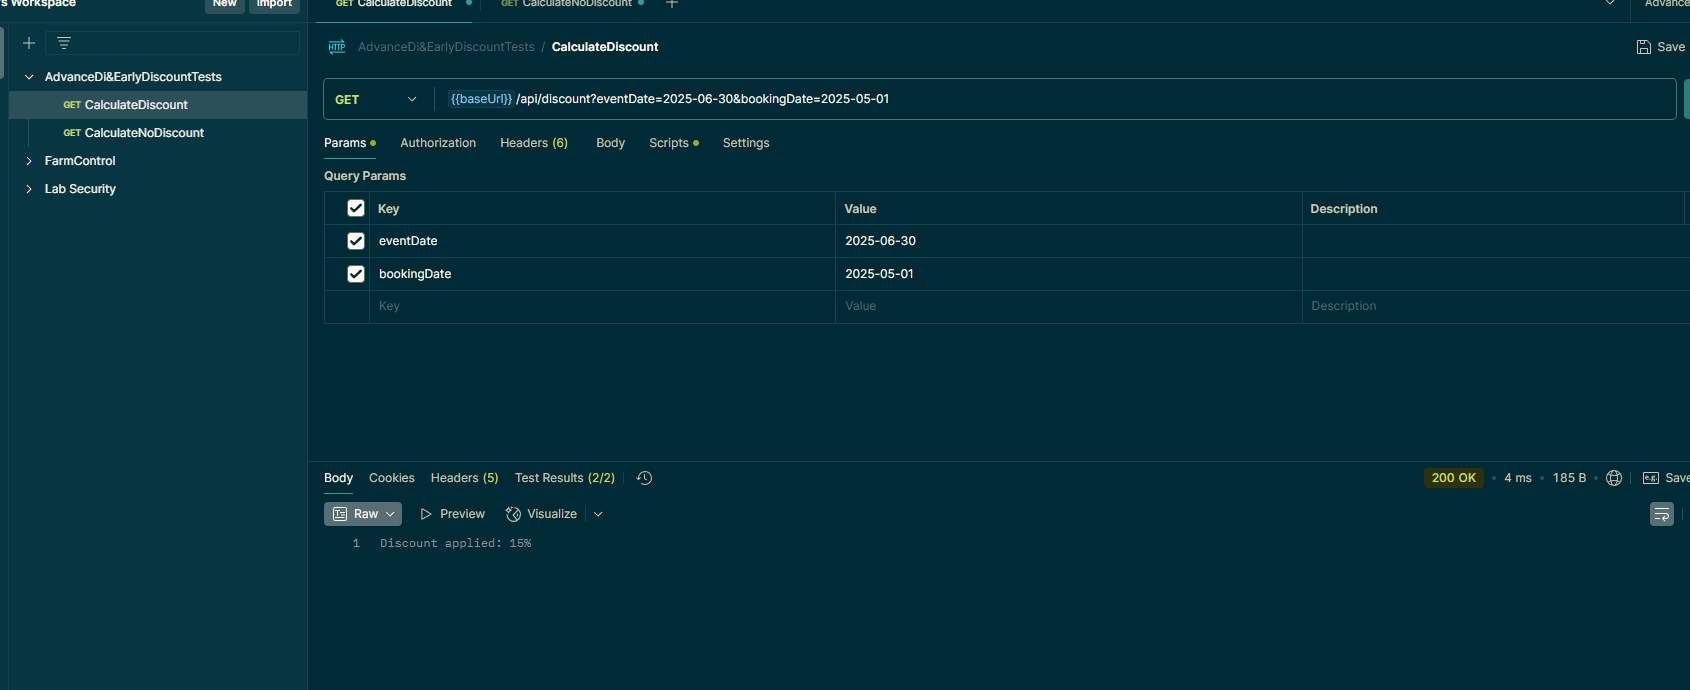 's Workspace New Import
GET CalculateDiscount GET CalculateNoDiscount Advance
AdvanceDi&EarlyDiscountTests / CalculateDiscount Save
AdvanceDi&EarlyDiscountTests
GET CalculateDiscount
GET CalculateNoDiscount
FarmControl
Lab Security
GET {{baseUrl}} /api/discount?eventDate=2025-06-30&bookingDate=2025-05-01
Params Authorization Headers (6) Body Scripts Settings
Query Params
Key Value Description
eventDate 2025-06-30
bookingDate 2025-05-01
Key Value Description
Body Cookies Headers (5) Test Results (2/2) 200 OK 4 ms 185 B e.g. Save
Raw Preview Visualize
1 Discount applied: 15%